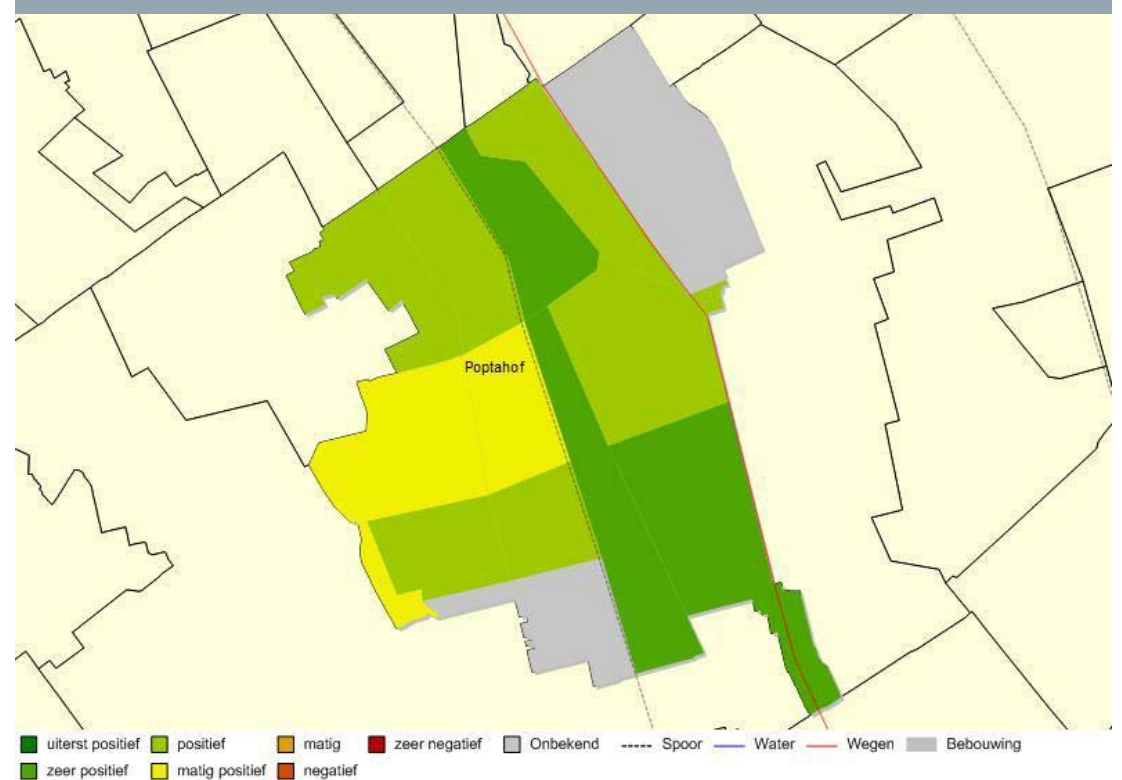 Poptahof
uiterst positief positief matig zeer negatief Onbekend Spoor Water Wegen Bebouwing
zeer positief matig positief negatief